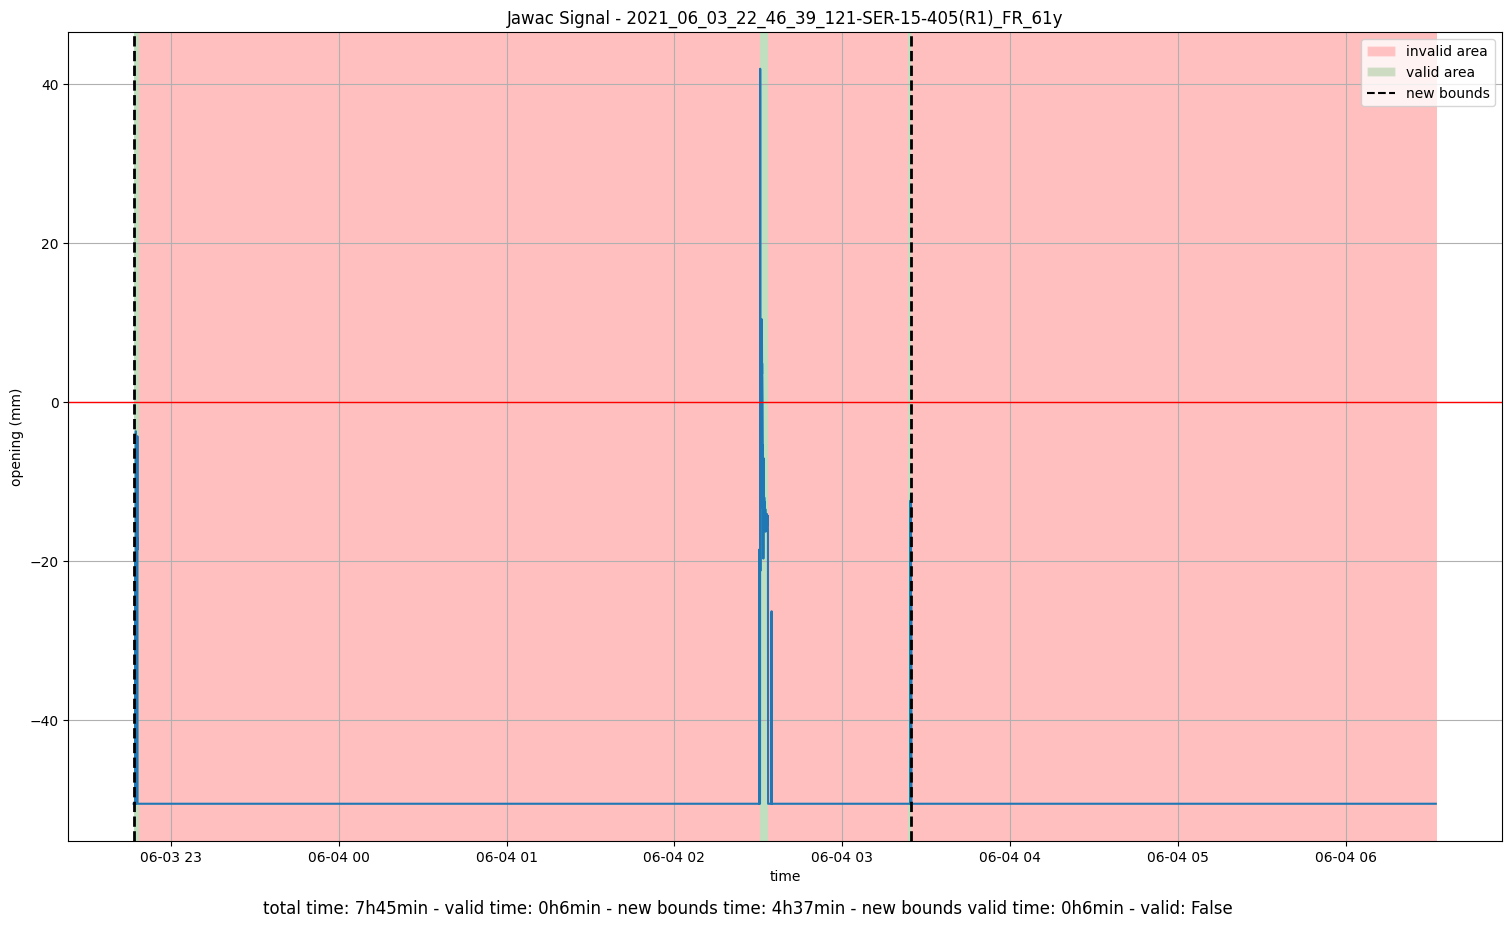 Jawac Signal - 2021_06_03_22_46_39_121-SER-15-405(R1)_FR_61y
invalid area
valid area
new bounds
opening (mm)
40
20
0
−20
−40
06-03 23
06-04 00
06-04 01
06-04 02
06-04 03
06-04 04
06-04 05
06-04 06
time
total time: 7h45min - valid time: 0h6min - new bounds time: 4h37min - new bounds valid time: 0h6min - valid: False